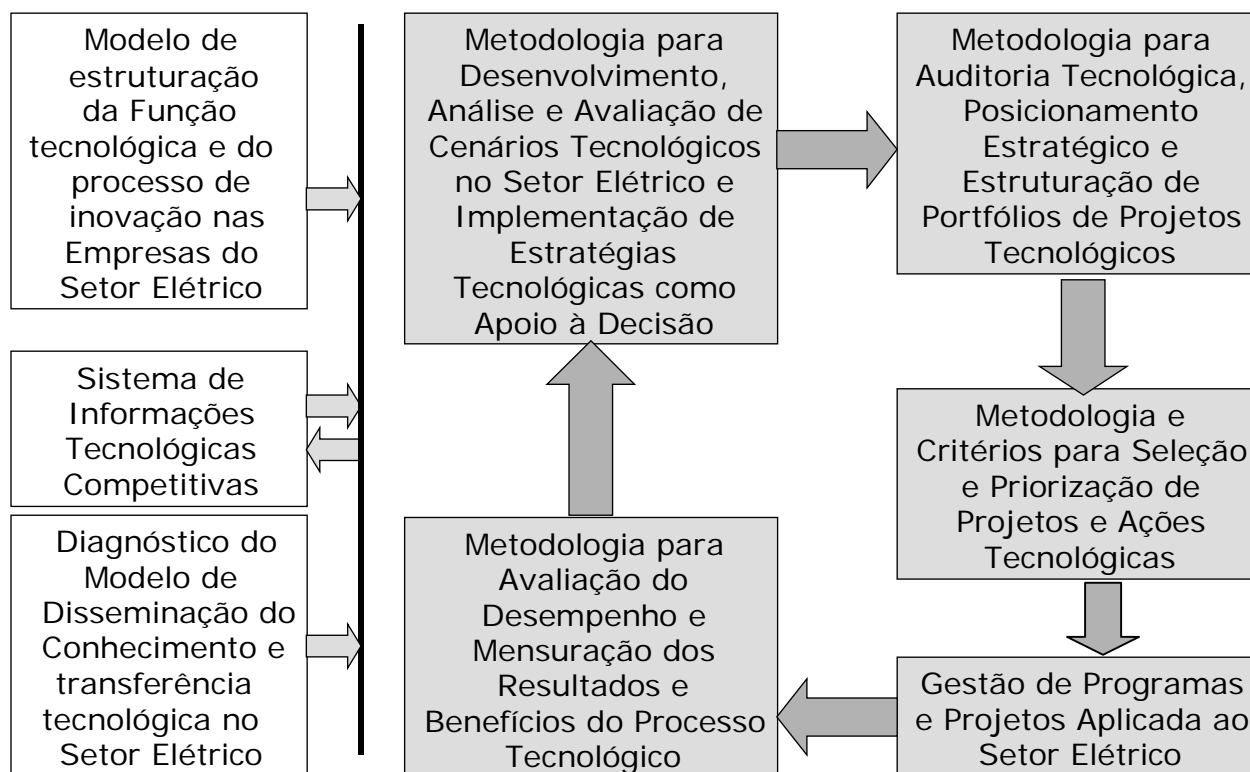 Modelo de
estruturação
da Função
tecnológica e do
processo de
inovação nas
Empresas do
Setor Elétrico
Sistema de
Informações
Tecnológicas
Competitivas
Diagnóstico do
Modelo de
Disseminação do
Conhecimento e
transferência
tecnológica no
Setor Elétrico
Metodologia para
Desenvolvimento,
Análise e Avaliação de
Cenários Tecnológicos
no Setor Elétrico e
Implementação de
Estratégias
Tecnológicas como
Apoio à Decisão
Metodologia para
Auditoria Tecnológica,
Posicionamento
Estratégico e
Estruturação de
Portfólios de Projetos
Tecnológicos
Metodologia e
Critérios para Seleção
e Priorização de
Projetos e Ações
Tecnológicas
Gestão de Programas
e Projetos Aplicada ao
Setor Elétrico
Metodologia para
Avaliação do
Desempenho e
Mensuração dos
Resultados e
Benefícios do Processo
Tecnológico